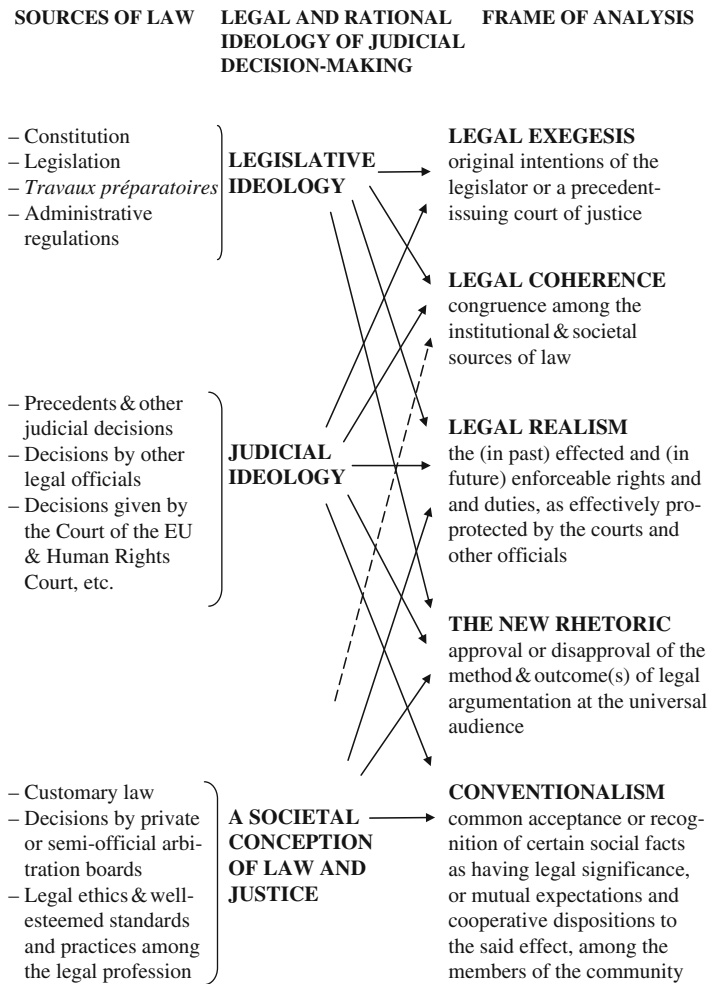 SOURCES OF LAW
LEGAL AND RATIONAL
IDEOLOGY OF JUDICIAL
DECISION-MAKING
FRAME OF ANALYSIS
– Constitution
– Legislation
– Travaux préparatoires
– Administrative
regulations
LEGISLATIVE
IDEOLOGY
LEGAL EXEGESIS
original intentions of the
legislator or a precedent-
issuing court of justice
LEGAL COHERENCE
congruence among the
institutional & societal
sources of law
– Precedents & other
judicial decisions
– Decisions by other
legal officials
– Decisions given by
the Court of the EU
& Human Rights
Court, etc.
JUDICIAL
IDEOLOGY
LEGAL REALISM
the (in past) effected and (in
future) enforceable rights and
and duties, as effectively pro-
protected by the courts and
other officials
THE NEW RHETORIC
approval or disapproval of the
method & outcome(s) of legal
argumentation at the universal
audience
– Customary law
– Decisions by private
or semi-official arbi-
tration boards
– Legal ethics & well-
esteemed standards
and practices among
the legal profession
A SOCIETAL
CONCEPTION
OF LAW AND
JUSTICE
CONVENTIONALISM
common acceptance or recog-
nition of certain social facts
as having legal significance,
or mutual expectations and
cooperative dispositions to
the said effect, among the
members of the community